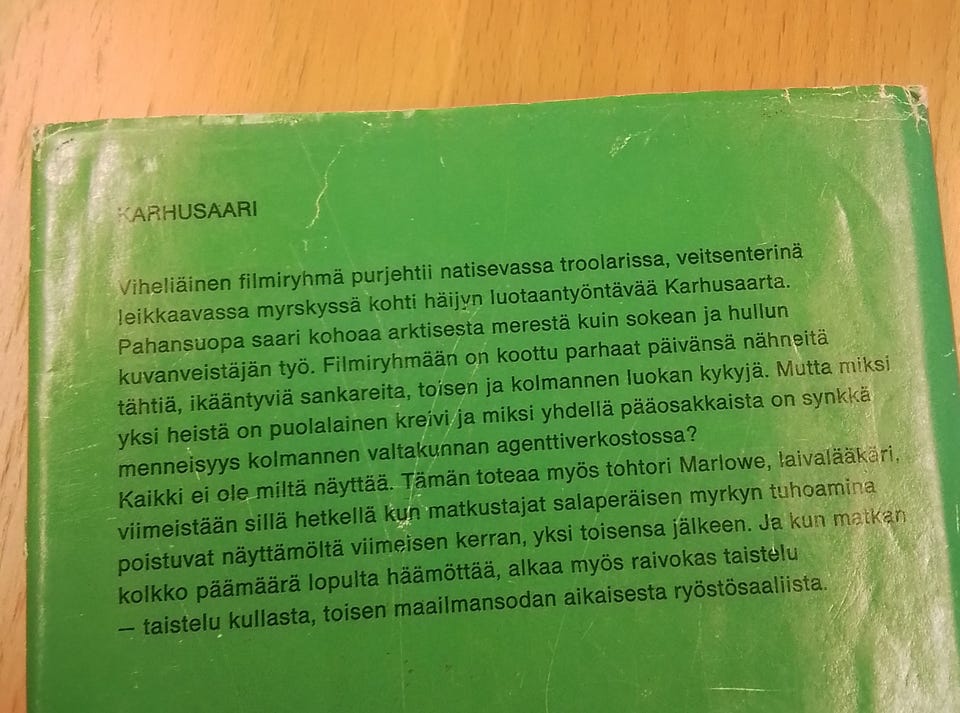 KARHUSAARI
Viheliäinen filmiryhmä purjehtii natisevassa troolarissa, veitsenterinä
leikkaavassa myrskyssä kohti häijyn luotaantyöntävää Karhusaarta.
Pahansuopa saari kohoaa arktisesta merestä kuin sokean ja hullun
kuvanveistäjän työ. Filmiryhmään on koottu parhaat päivänsä nähneitä
tähtiä, ikääntyviä sankareita, toisen ja kolmannen luokan kykyjä. Mutta miksi
yksi heistä on puolalainen kreivi ja miksi yhdellä pääosakkaista on synkkä
menneisyys kolmannen valtakunnan agenttiverkostossa?
Kaikki ei ole miltä näyttää. Tämän toteaa myös tohtori Marlowe, laivalääkäri,
viimeistään sillä hetkellä kun matkustajat salaperäisen myrkyn tuhoamina
poistuvat näyttämöltä viimeisen kerran, yksi toisensa jälkeen. Ja kun matkan
kolkko päämäärä lopulta häämöttää, alkaa myös raivokas taistelu
– taistelu kullasta, toisen maailmansodan aikaisesta ryöstösaaliista.